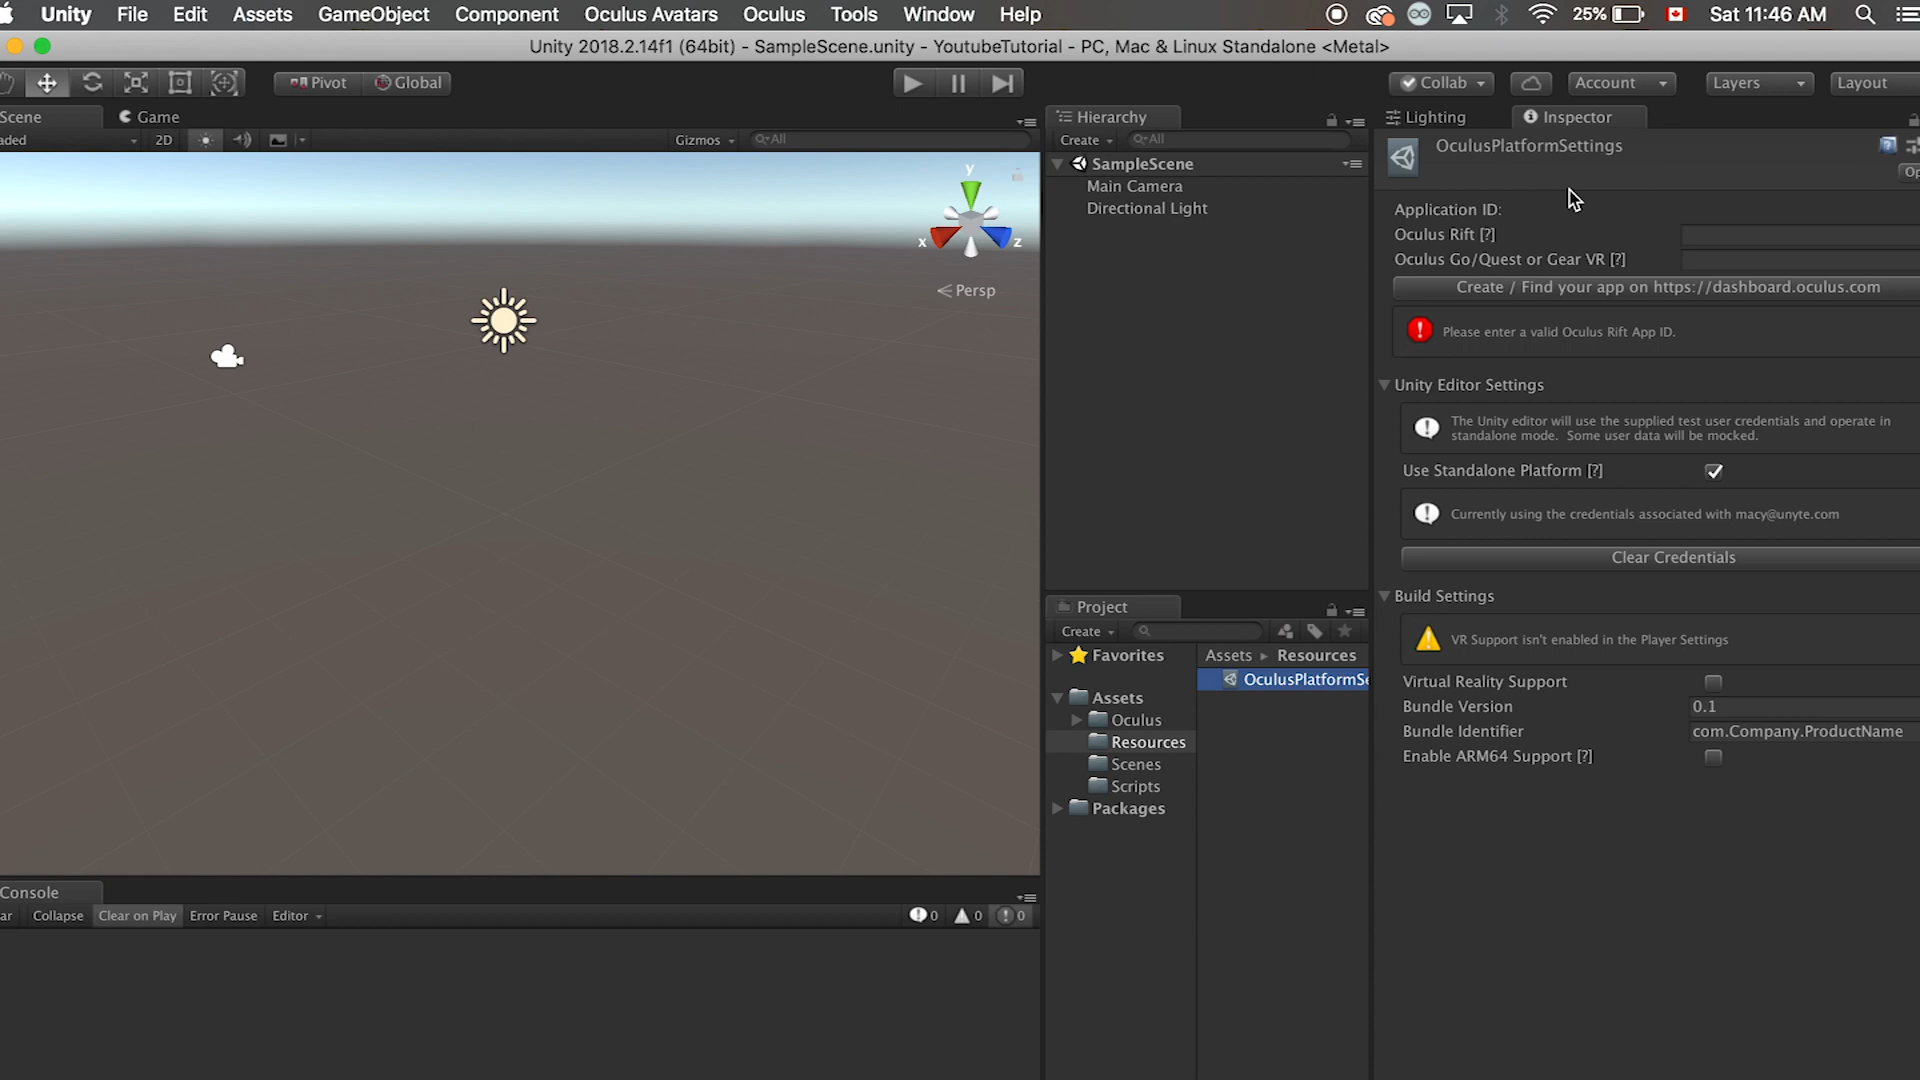 Unity File Edit Assets GameObject Component Oculus Avatars Oculus Tools Window Help 25% Sat 11:46 AM
Unity 2018.2.14f1 (64bit) - SampleScene.unity - YoutubeTutorial - PC, Mac & Linux Standalone <Metal>
Pivot Global Collab Account Layers Layout
Scene Game Hierarchy Lighting Inspector
aded 2D Gizmos All Create All
OculusPlatformSettings
Op
SampleScene
Main Camera
Directional Light
y
x
z
Persp
Application ID:
Oculus Rift [?]
Oculus Go/Quest or Gear VR [?]
Create / Find your app on https://dashboard.oculus.com
Please enter a valid Oculus Rift App ID.
Unity Editor Settings
The Unity editor will use the supplied test user credentials and operate in
standalone mode. Some user data will be mocked.
Use Standalone Platform [?]
Currently using the credentials associated with macy@unyte.com
Clear Credentials
Build Settings
VR Support isn't enabled in the Player Settings
Virtual Reality Support
Bundle Version 0.1
Bundle Identifier com.Company.ProductName
Enable ARM64 Support [?]
Project
Create
Favorites
Assets
Oculus
Resources
Scenes
Scripts
Packages
Assets Resources
OculusPlatformSe
Console
ar Collapse Clear on Play Error Pause Editor 0 0 0